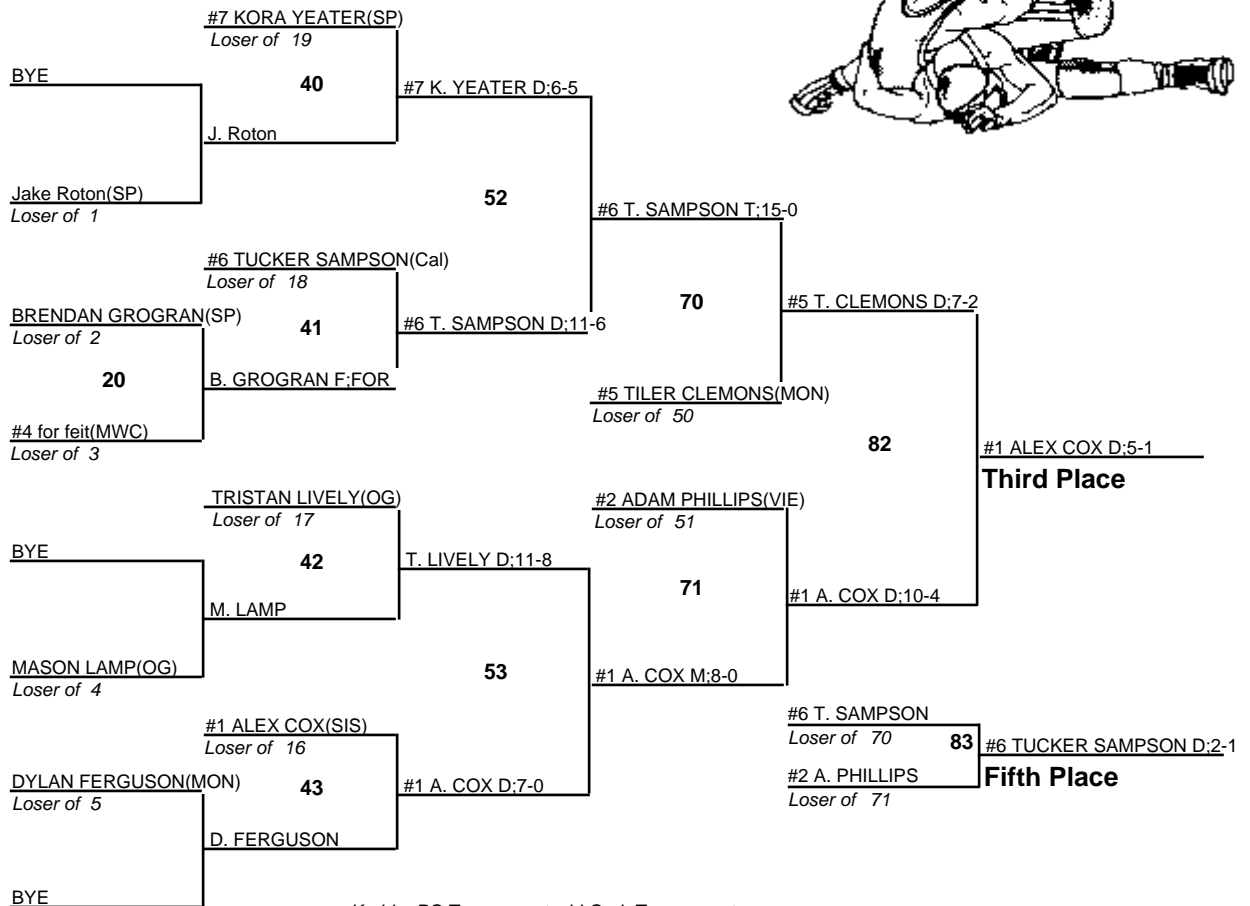 #7 KORA YEATER(SP)
Loser of 19
BYE
40
#7 K. YEATER D;6-5
J. Roton
Jake Roton(SP)
Loser of 1
52
#6 T. SAMPSON T;15-0
#6 TUCKER SAMPSON(Cal)
Loser of 18
BRENDAN GROGRAN(SP)
Loser of 2
41
#6 T. SAMPSON D;11-6
70
#5 T. CLEMONS D;7-2
20
B. GROGRAN F;FOR
#5 TILER CLEMONS(MON)
Loser of 50
#4 for feit(MWC)
Loser of 3
82
#1 ALEX COX D;5-1
Third Place
TRISTAN LIVELY(OG)
Loser of 17
#2 ADAM PHILLIPS(VIE)
Loser of 51
BYE
42
T. LIVELY D;11-8
71
#1 A. COX D;10-4
M. LAMP
MASON LAMP(OG)
Loser of 4
53
#1 A. COX M;8-0
#1 ALEX COX(SIS)
Loser of 16
#6 T. SAMPSON
Loser of 70
83
#6 TUCKER SAMPSON D;2-1
Fifth Place
DYLAN FERGUSON(MON)
Loser of 5
43
#1 A. COX D;7-0
#2 A. PHILLIPS
Loser of 71
D. FERGUSON
BYE